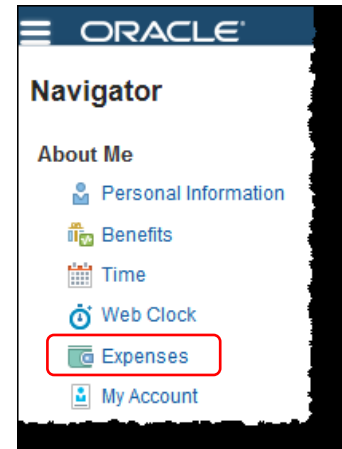 ORACLE
Navigator
About Me
Personal Information
Benefits
Time
Web Clock
Expenses
My Account